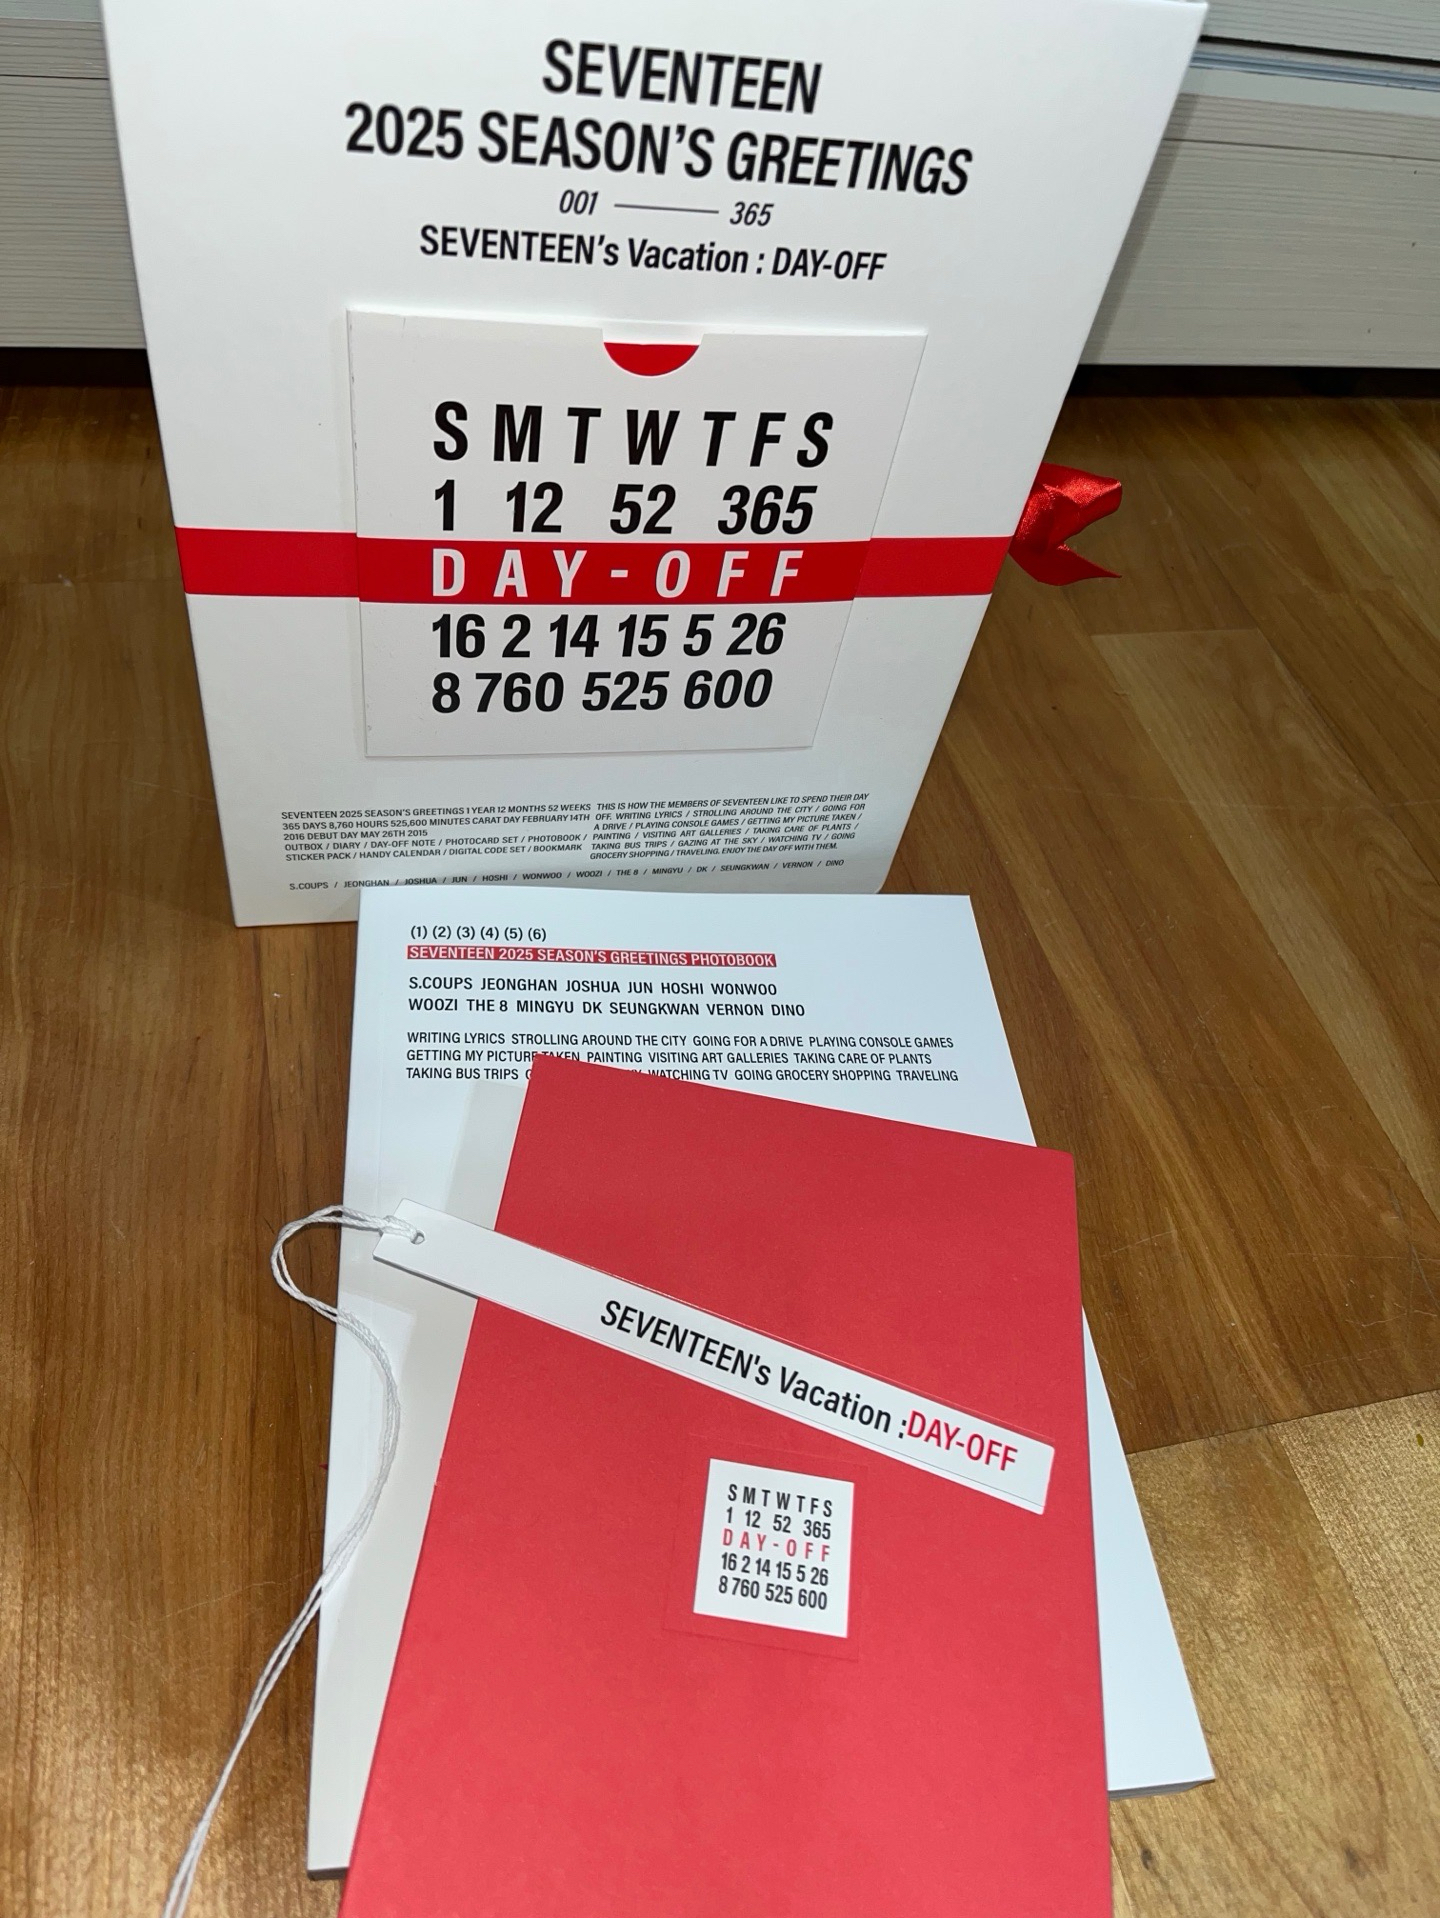 SEVENTEEN
2025 SEASON'S GREETINGS
001 — 365
SEVENTEEN's Vacation : DAY-OFF
S M T W T F S
1 12 52 365
DAY-OFF
16 2 14 15 5 26
8 760 525 600
SEVENTEEN 2025 SEASON'S GREETINGS 1 YEAR 12 MONTHS 52 WEEKS
365 DAYS 8,760 HOURS 525,600 MINUTES CARAT DAY FEBRUARY 14TH
2016 DEBUT DAY MAY 26TH 2015
OUTBOX / DIARY / DAY-OFF NOTE / PHOTOCARD SET / PHOTOBOOK /
STICKER PACK / HANDY CALENDAR / DIGITAL CODE SET / BOOKMARK
THIS IS HOW THE MEMBERS OF SEVENTEEN LIKE TO SPEND THEIR DAY
OFF. WRITING LYRICS / STROLLING AROUND THE CITY / GOING FOR
A DRIVE / PLAYING CONSOLE GAMES / GETTING MY PICTURE TAKEN /
PAINTING / VISITING ART GALLERIES / TAKING CARE OF PLANTS /
TAKING BUS TRIPS / GAZING AT THE SKY / WATCHING TV / GOING
GROCERY SHOPPING / TRAVELING. ENJOY THE DAY OFF WITH THEM.
S.COUPS / JEONGHAN / JOSHUA / JUN / HOSHI / WONWOO / WOOZI / THE 8 / MINGYU / DK / SEUNGKWAN / VERNON / DINO
(1) (2) (3) (4) (5) (6)
SEVENTEEN 2025 SEASON'S GREETINGS PHOTOBOOK
S.COUPS JEONGHAN JOSHUA JUN HOSHI WONWOO
WOOZI THE 8 MINGYU DK SEUNGKWAN VERNON DINO
WRITING LYRICS STROLLING AROUND THE CITY GOING FOR A DRIVE PLAYING CONSOLE GAMES
GETTING MY PICTURE TAKEN PAINTING VISITING ART GALLERIES TAKING CARE OF PLANTS
TAKING BUS TRIPS WATCHING TV GOING GROCERY SHOPPING TRAVELING
SEVENTEEN's Vacation :DAY-OFF
S M T W T F S
1 12 52 365
DAY-OFF
16 2 14 15 5 26
8 760 525 600